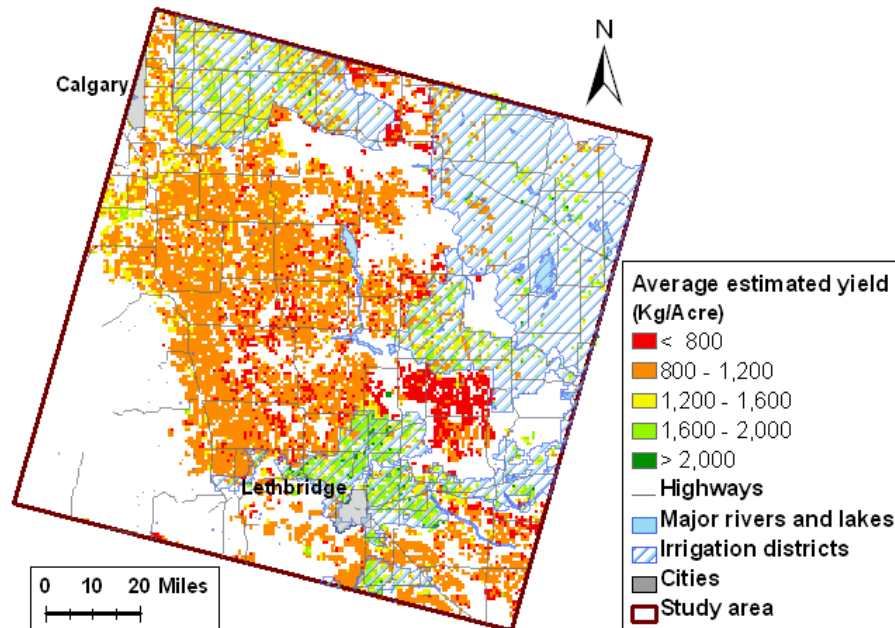 N
Calgary
Lethbridge
0 10 20 Miles
Average estimated yield
(Kg/Acre)
< 800
800 - 1,200
1,200 - 1,600
1,600 - 2,000
> 2,000
Highways
Major rivers and lakes
Irrigation districts
Cities
Study area